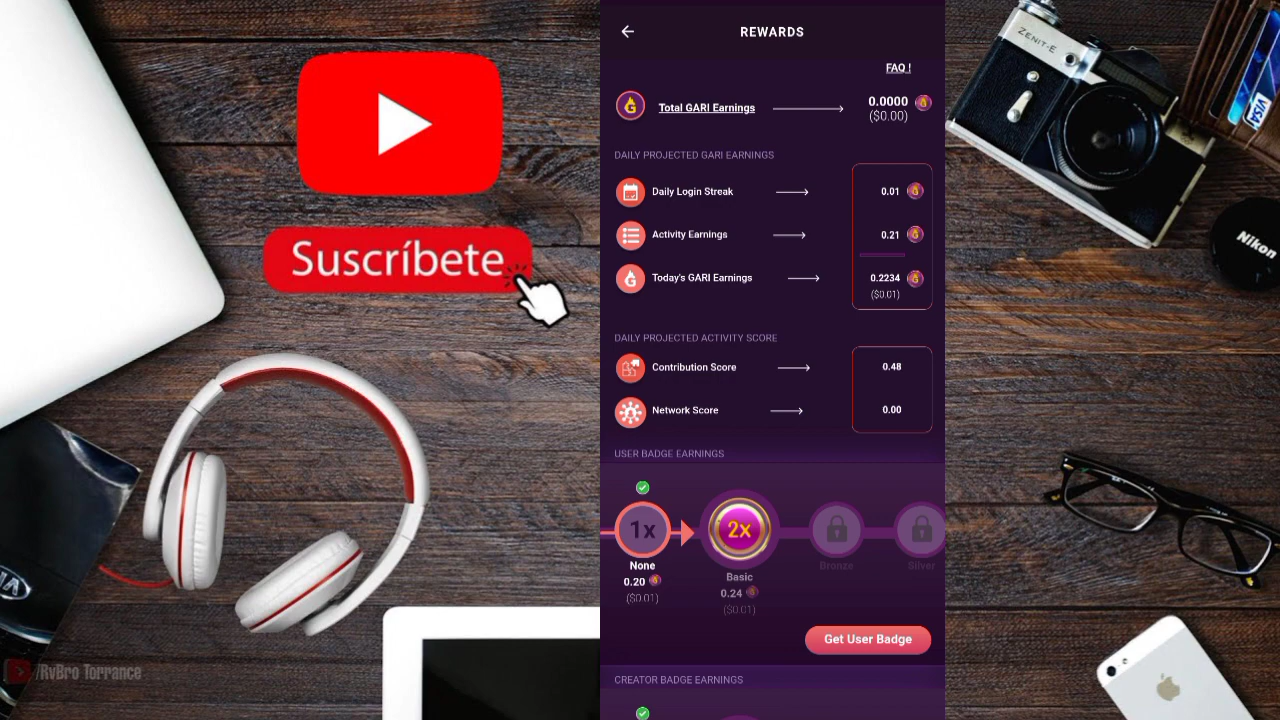 Suscríbete
/RvBro Torrance
REWARDS
FAQ !
Total GARI Earnings
0.0000
($0.00)
DAILY PROJECTED GARI EARNINGS
Daily Login Streak
0.01
Activity Earnings
0.21
Today's GARI Earnings
0.2234
($0.01)
DAILY PROJECTED ACTIVITY SCORE
Contribution Score
0.48
Network Score
0.00
USER BADGE EARNINGS
1x
2x
None
0.20
($0.01)
Basic
0.24
($0.01)
Bronze
Silver
Get User Badge
CREATOR BADGE EARNINGS
ZENIT-E
VISA
Nikon